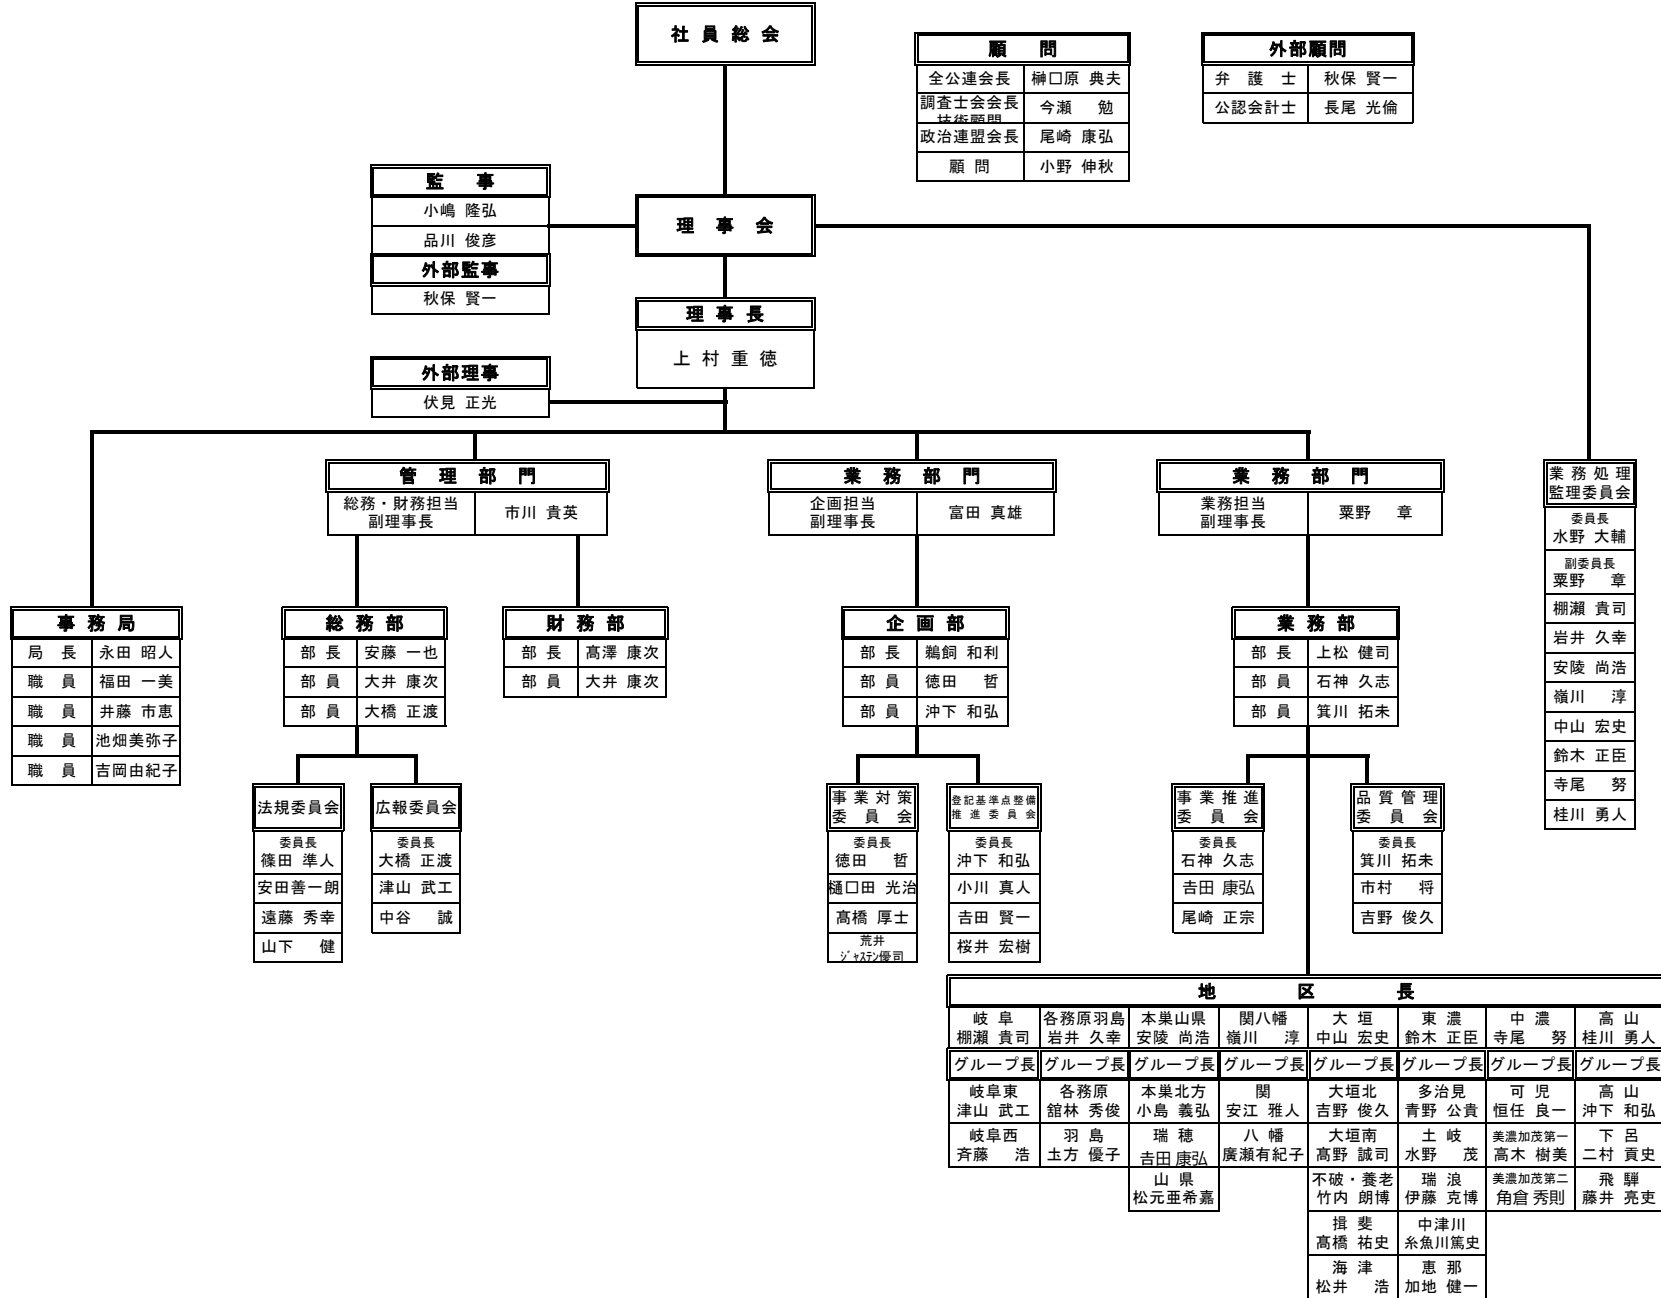 社員総会
顧　問
全公連会長 榊口原 典夫
調査士会会長
技術顧問
今瀬　勉
政治連盟会長 尾崎 康弘
顧 問 小野 伸秋
外部顧問
弁 護 士 秋保 賢一
公認会計士 長尾 光倫
監　事
小嶋 隆弘
品川 俊彦
外部監事
秋保 賢一
理 事 会
理 事 長
上 村 重 徳
外部理事
伏見 正光
管 理 部 門
総務・財務担当
副理事長
市川 貴英
業 務 部 門
企画担当
副理事長
富田 真雄
業 務 部 門
業務担当
副理事長
粟野　章
業務処理
監理委員会
委員長
水野 大輔
副委員長
粟野　章
棚瀬 貴司
岩井 久幸
安陵 尚浩
嶺川　淳
中山 宏史
鈴木 正臣
寺尾　努
桂川 勇人
事 務 局
局　長 永田 昭人
職　員 福田 一美
職　員 井藤 市恵
職　員 池畑美弥子
職　員 吉岡由紀子
総 務 部
部 長 安藤 一也
部 員 大井 康次
部 員 大橋 正渡
財 務 部
部 長 髙澤 康次
部 員 大井 康次
企 画 部
部 長 鵜飼 和利
部 員 徳田　哲
部 員 沖下 和弘
業 務 部
部 長 上松 健司
部 員 石神 久志
部 員 箕川 拓未
法規委員会
委員長
篠田 準人
安田善一朗
遠藤 秀幸
山下　健
広報委員会
委員長
大橋 正渡
津山 武工
中谷　誠
事業対策
委員会
委員長
徳田　哲
樋口田 光治
髙橋 厚士
荒井
ジャステン優司
登記基準点整備
推進委員会
委員長
沖下 和弘
小川 真人
𠮷田 賢一
桜井 宏樹
事業推進
委員会
委員長
石神 久志
𠮷田 康弘
尾崎 正宗
品質管理
委員会
委員長
箕川 拓未
市村　将
吉野 俊久
地　区　長
岐 阜 各務原羽島 本巣山県 関八幡 大 垣 東 濃 中 濃 高 山
棚瀬 貴司 岩井 久幸 安陵 尚浩 嶺川　淳 中山 宏史 鈴木 正臣 寺尾　努 桂川 勇人
グループ長 グループ長 グループ長 グループ長 グループ長 グループ長 グループ長 グループ長
岐阜東 各務原 本巣北方 関 大垣北 多治見 可 児 高 山
津山 武工 舘林 秀俊 小島 義弘 安江 雅人 吉野 俊久 青野 公貴 恒任 良一 沖下 和弘
岐阜西 羽 島 瑞 穂 八 幡 大垣南 土 岐 美濃加茂第一 下 呂
斉藤　浩 圡方 優子 𠮷田 康弘 廣瀬有紀子 髙野 誠司 水野　茂 高木 樹美 二村 貢史
山 県 不破・養老 瑞 浪 美濃加茂第二 飛 騨
松元亜希嘉 竹内 朗博 伊藤 克博 角倉 秀則 藤井 亮吏
揖 斐 中津川
髙橋 祐史 糸魚川篤史
海 津 恵 那
松井　浩 加地 健一